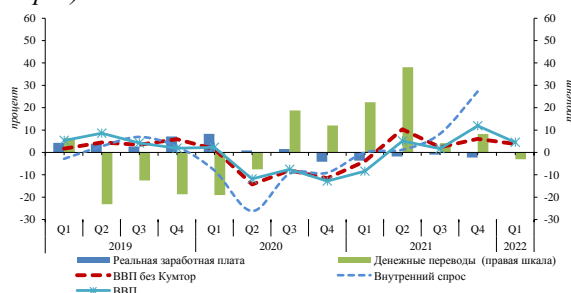 60 60
50 50
40 40
30 30
20 20
10 10
0 0
-10 -10
-20 -20
-30 -30
процент процент
Q1 Q2 Q3 Q4 Q1 Q2 Q3 Q4 Q1 Q2 Q3 Q4 Q1
2019 2020 2021 2022
Реальная заработная плата Денежные переводы (правая шкала)
ВВП без Кумтор Внутренний спрос
ВВП